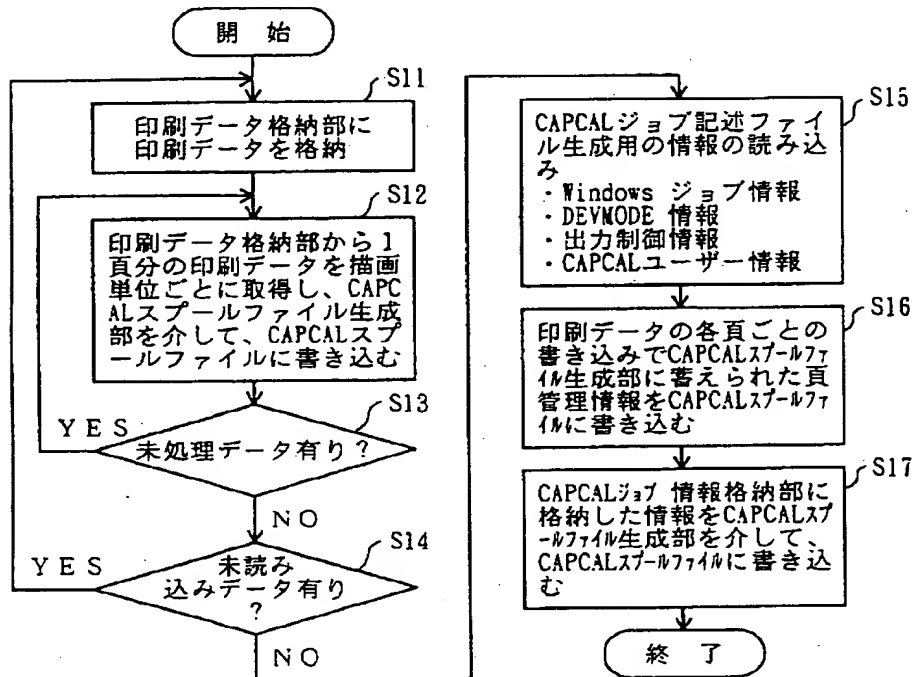 開始
S11
印刷データ格納部に
印刷データを格納
S12
印刷データ格納部から1
頁分の印刷データを描画
単位ごとに取得し、CAPC
ALスプールファイル生成
部を介して、CAPCALスプ
ールファイルに書き込む
S13
YES
未処理データ有り?
NO
S14
YES
未読み
込みデータ有り
?
NO
S15
CAPCALジョブ記述ファイ
ル生成用の情報の読み込
み
・Windows ジョブ情報
・DEVMODE 情報
・出力制御情報
・CAPCALユーザー情報
S16
印刷データの各頁ごとの
書き込みでCAPCALスプールファ
イル生成部に蓄えられた頁
管理情報をCAPCALスプールファ
イルに書き込む
S17
CAPCALジョブ 情報格納部に
格納した情報をCAPCALスプ
ールファイル生成部を介して、
CAPCALスプールファイルに書き込
む
終了